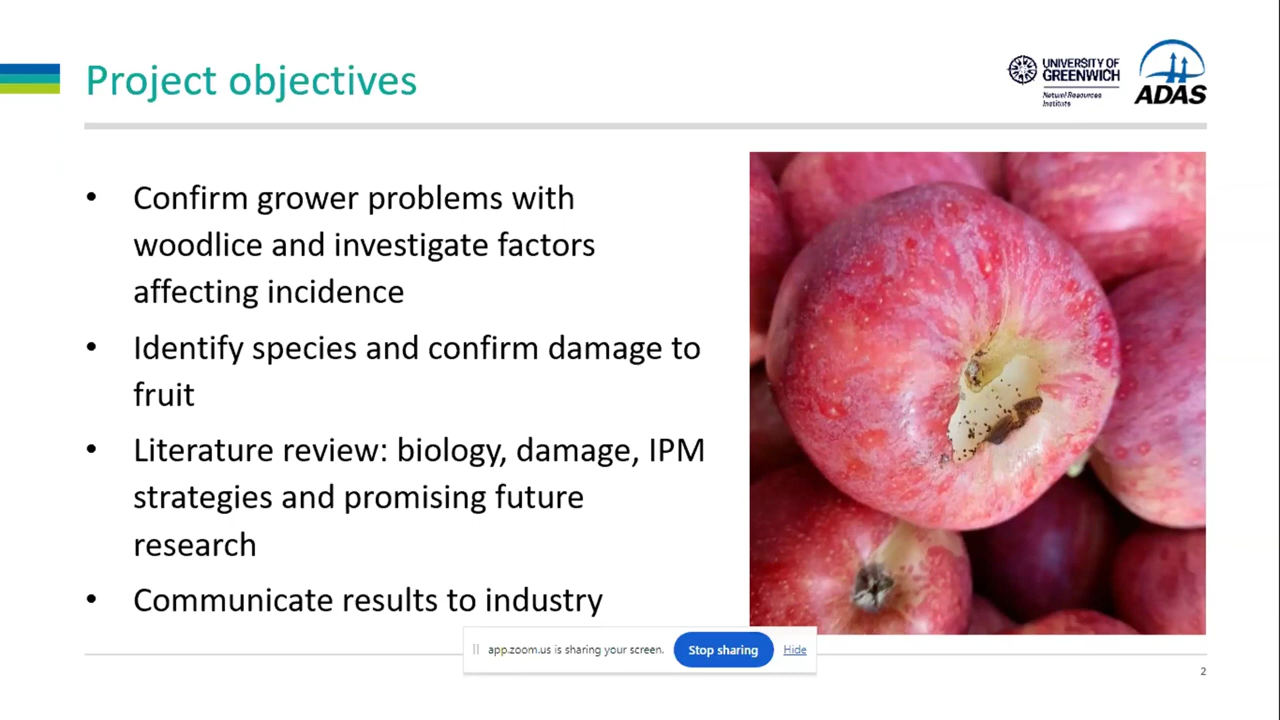 Project objectives
UNIVERSITY OF
GREENWICH
Natural Resources
Institute
ADAS
• Confirm grower problems with
woodlice and investigate factors
affecting incidence
• Identify species and confirm damage to
fruit
• Literature review: biology, damage, IPM
strategies and promising future
research
• Communicate results to industry
app.zoom.us is sharing your screen.
Stop sharing
Hide
2